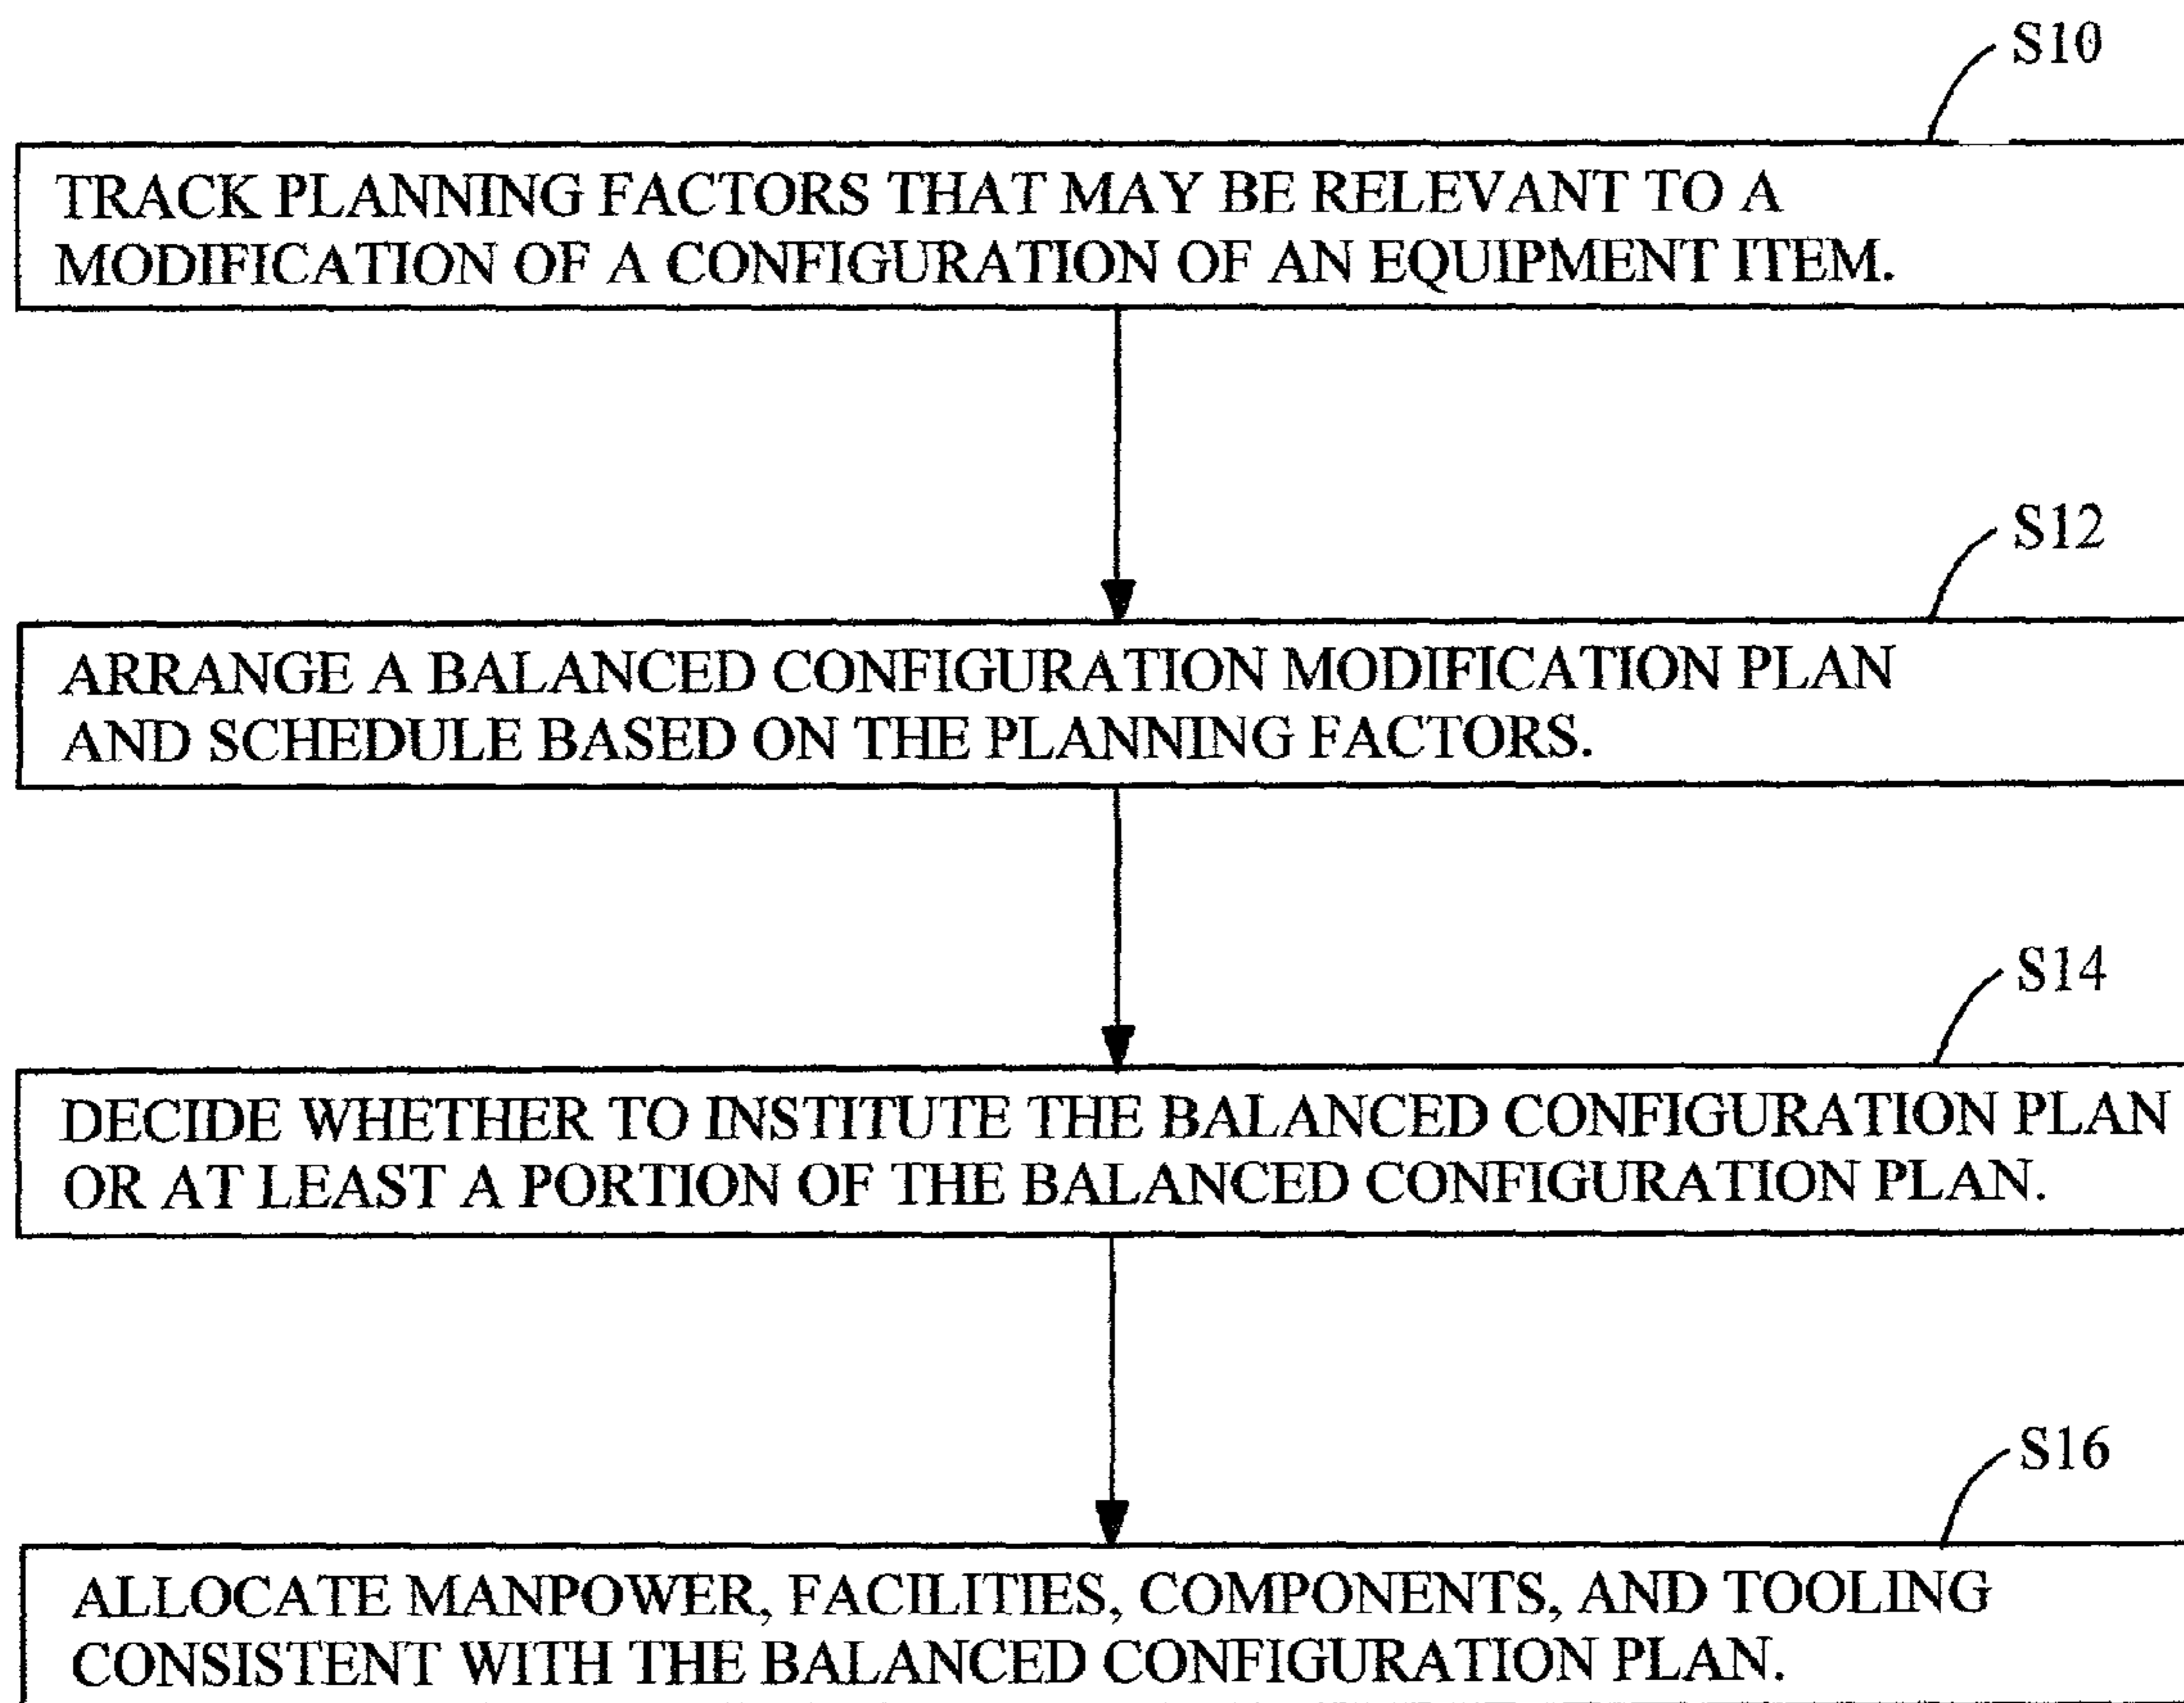 S10
TRACK PLANNING FACTORS THAT MAY BE RELEVANT TO A
MODIFICATION OF A CONFIGURATION OF AN EQUIPMENT ITEM.
S12
ARRANGE A BALANCED CONFIGURATION MODIFICATION PLAN
AND SCHEDULE BASED ON THE PLANNING FACTORS.
S14
DECIDE WHETHER TO INSTITUTE THE BALANCED CONFIGURATION PLAN
OR AT LEAST A PORTION OF THE BALANCED CONFIGURATION PLAN.
S16
ALLOCATE MANPOWER, FACILITIES, COMPONENTS, AND TOOLING
CONSISTENT WITH THE BALANCED CONFIGURATION PLAN.